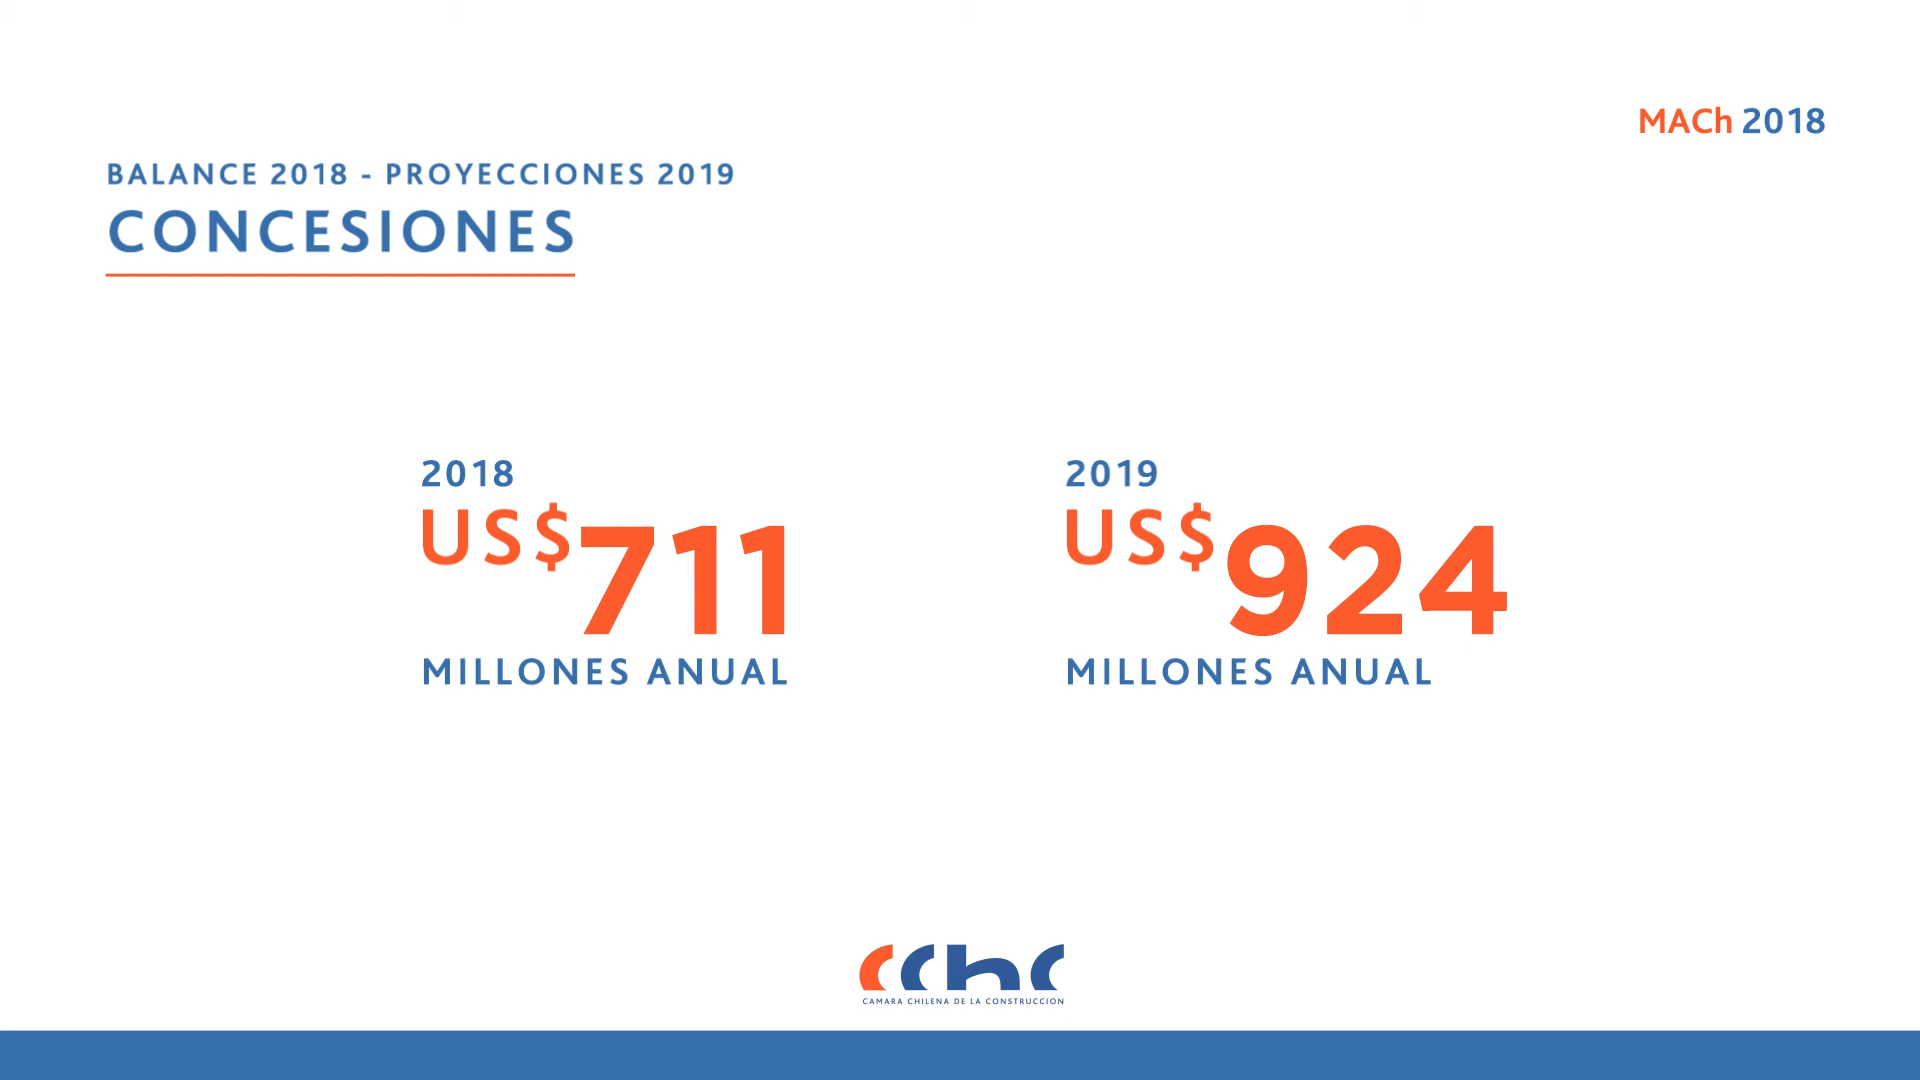 MACh 2018
BALANCE 2018 - PROYECCIONES 2019
CONCESIONES
2018
US$711
MILLONES ANUAL
2019
US$924
MILLONES ANUAL
cchc
CAMARA CHILENA DE LA CONSTRUCCION